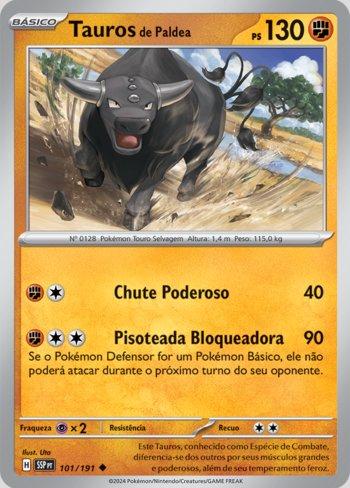 BÁSICO
Tauros de Paldea
PS 130
Nº 0128 Pokémon Touro Selvagem Altura: 1,4 m Peso: 115,0 kg
Chute Poderoso 40
Pisoteada Bloqueadora 90
Se o Pokémon Defensor for um Pokémon Básico, ele não
poderá atacar durante o próximo turno do seu oponente.
Fraqueza × 2 Resistência Recuo
Ilust. Uta
H SSP PT 101/191
Este Tauros, conhecido como Espécie de Combate,
diferencia-se dos outros por seus músculos grandes
e poderosos, além de seu temperamento feroz.
©2024 Pokémon/Nintendo/Creatures/GAME FREAK